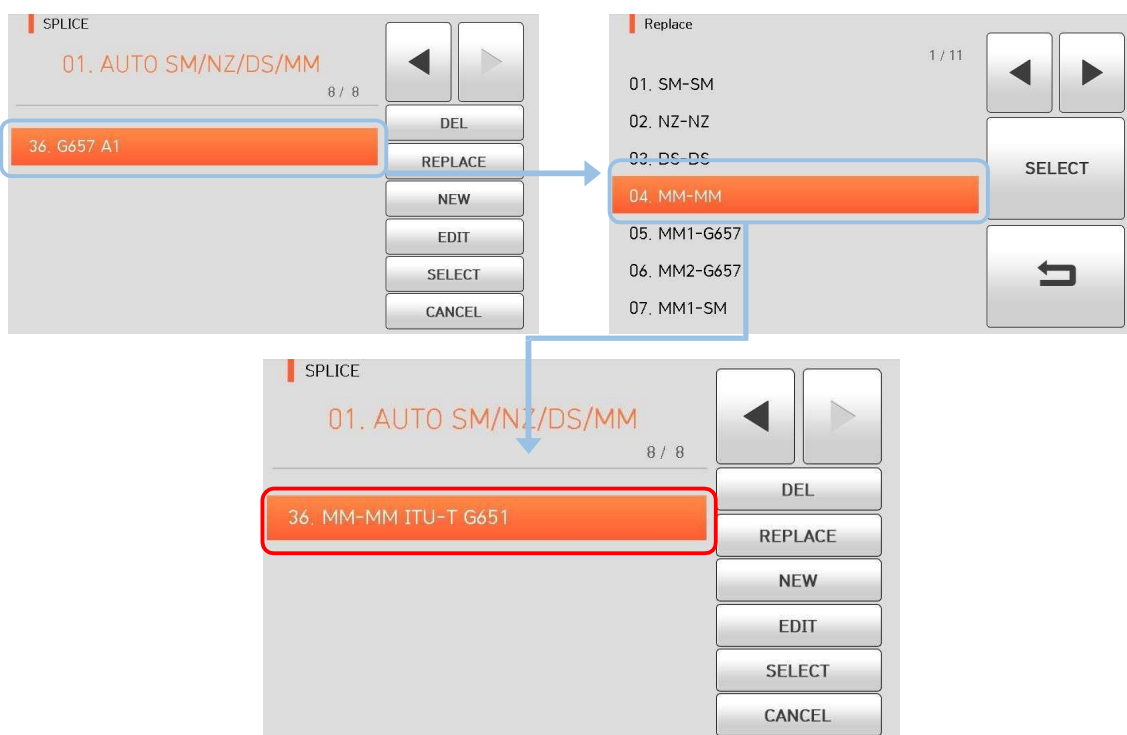 SPLICE
01. AUTO SM/NZ/DS/MM
8 / 8
36. G657 A1
DEL
REPLACE
NEW
EDIT
SELECT
CANCEL
Replace
1 / 11
01. SM-SM
02. NZ-NZ
03. DS-DS
04. MM-MM
05. MM1-G657
06. MM2-G657
07. MM1-SM
SELECT
SPLICE
01. AUTO SM/NZ/DS/MM
8 / 8
36. MM-MM ITU-T G651
DEL
REPLACE
NEW
EDIT
SELECT
CANCEL